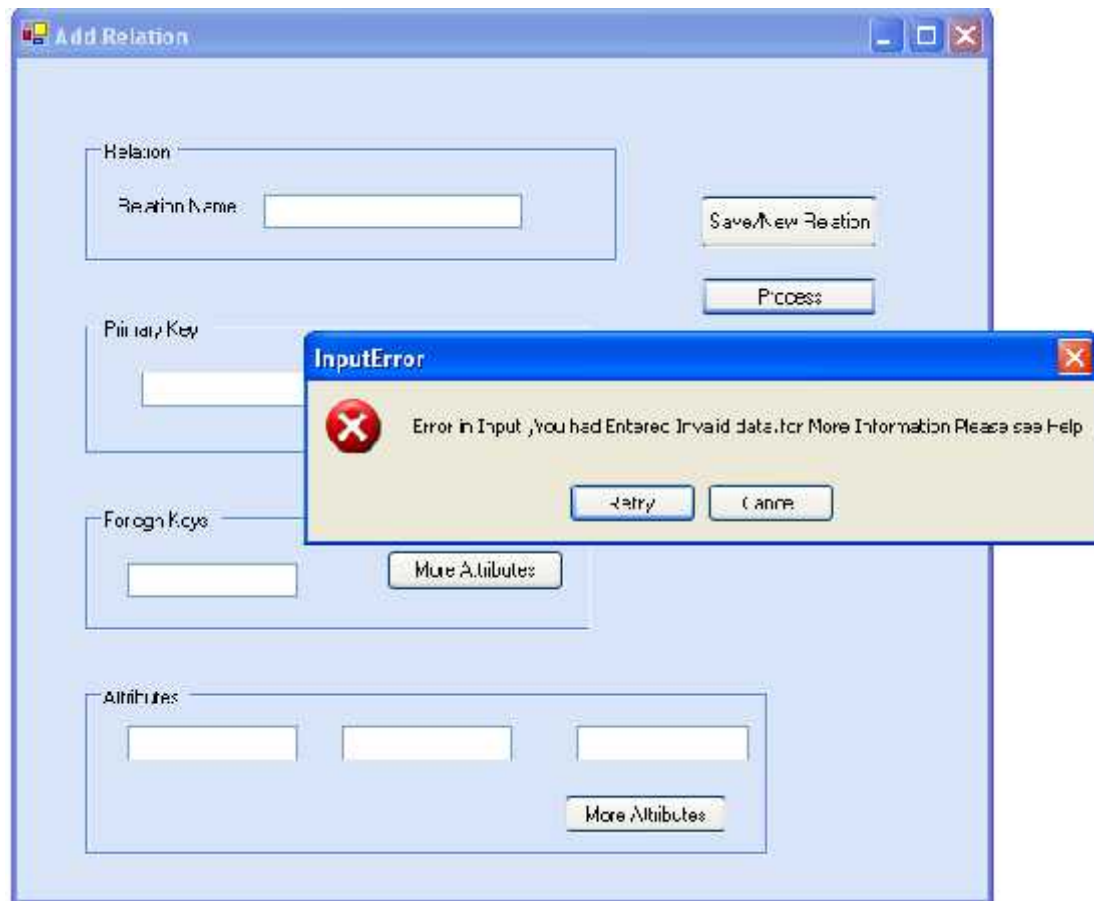 Add Relation
Relation
Relation Name
Save/New Relation
Process
Primary Key
InputError
Error in Input ,You had Entered Invalid data.for More Information Please see Help
Retry
Cancel
Foreign Keys
More Attributes
Attributes
More Attributes